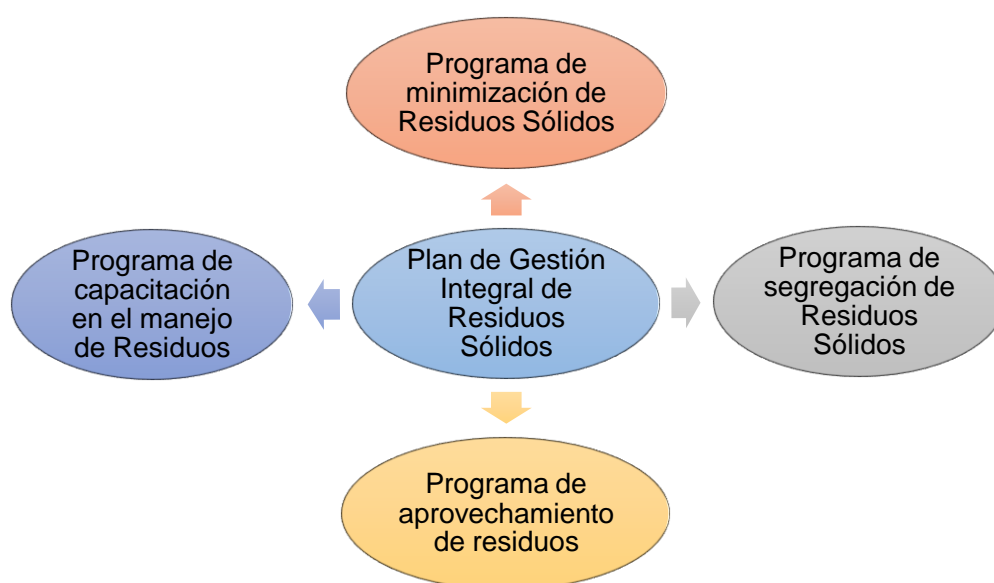 Programa de
minimización de
Residuos Sólidos
Programa de
capacitación
en el manejo
de Residuos
Plan de Gestión
Integral de
Residuos
Sólidos
Programa de
segregación de
Residuos
Sólidos
Programa de
aprovechamiento
de residuos